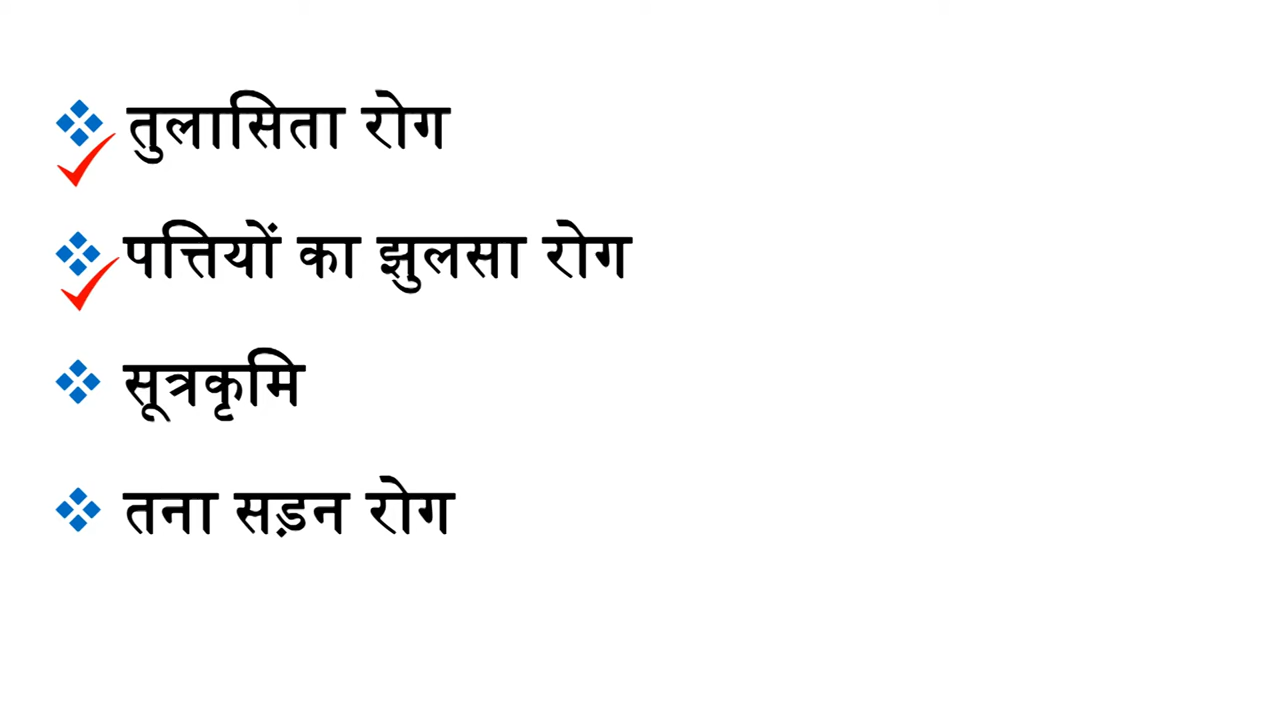 तुलासिता रोग
पत्तियों का झुलसा रोग
सूत्रकृमि
तना सड़न रोग